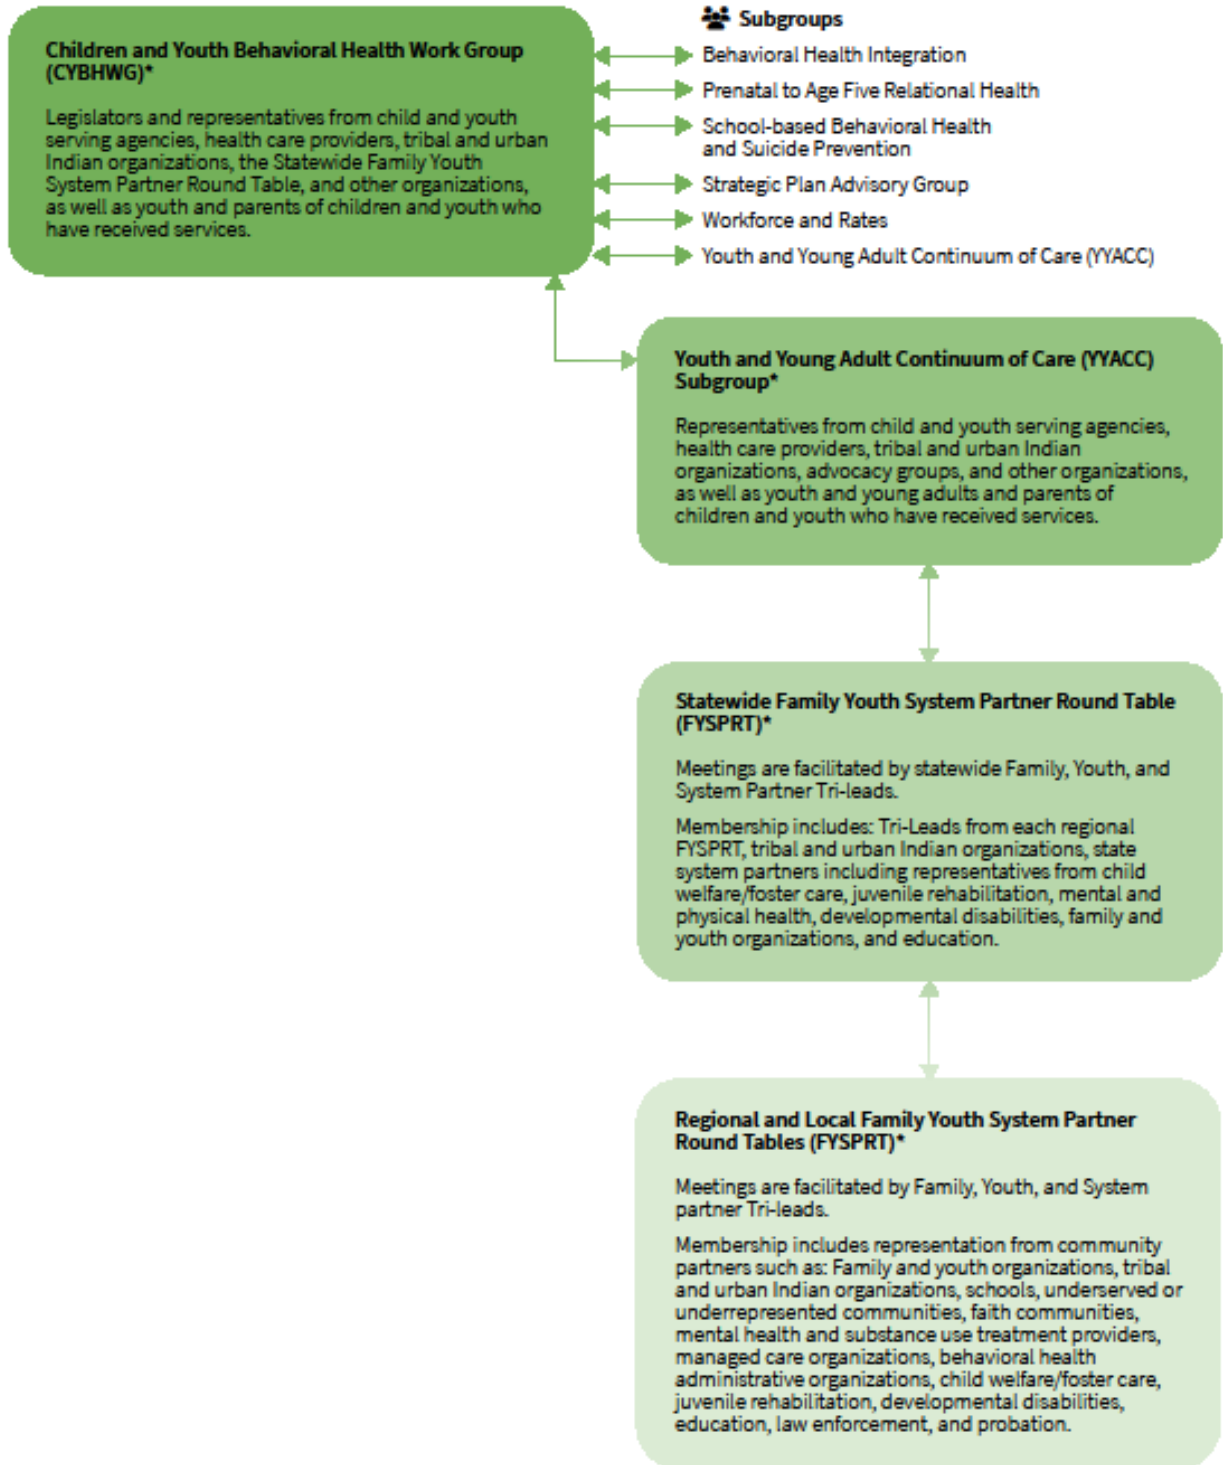 Children and Youth Behavioral Health Work Group
(CYBHWG)*
Legislators and representatives from child and youth
serving agencies, health care providers, tribal and urban
Indian organizations, the Statewide Family Youth
System Partner Round Table, and other organizations,
as well as youth and parents of children and youth who
have received services.
Subgroups
Behavioral Health Integration
Prenatal to Age Five Relational Health
School-based Behavioral Health
and Suicide Prevention
Strategic Plan Advisory Group
Workforce and Rates
Youth and Young Adult Continuum of Care (YYACC)
Youth and Young Adult Continuum of Care (YYACC)
Subgroup*
Representatives from child and youth serving agencies,
health care providers, tribal and urban Indian
organizations, advocacy groups, and other organizations,
as well as youth and young adults and parents of
children and youth who have received services.
Statewide Family Youth System Partner Round Table
(FYSPRT)*
Meetings are facilitated by statewide Family, Youth, and
System Partner Tri-leads.
Membership includes: Tri-Leads from each regional
FYSPRT, tribal and urban Indian organizations, state
system partners including representatives from child
welfare/foster care, juvenile rehabilitation, mental and
physical health, developmental disabilities, family and
youth organizations, and education.
Regional and Local Family Youth System Partner
Round Tables (FYSPRT)*
Meetings are facilitated by Family, Youth, and System
partner Tri-leads.
Membership includes representation from community
partners such as: Family and youth organizations, tribal
and urban Indian organizations, schools, underserved or
underrepresented communities, faith communities,
mental health and substance use treatment providers,
managed care organizations, behavioral health
administrative organizations, child welfare/foster care,
juvenile rehabilitation, developmental disabilities,
education, law enforcement, and probation.